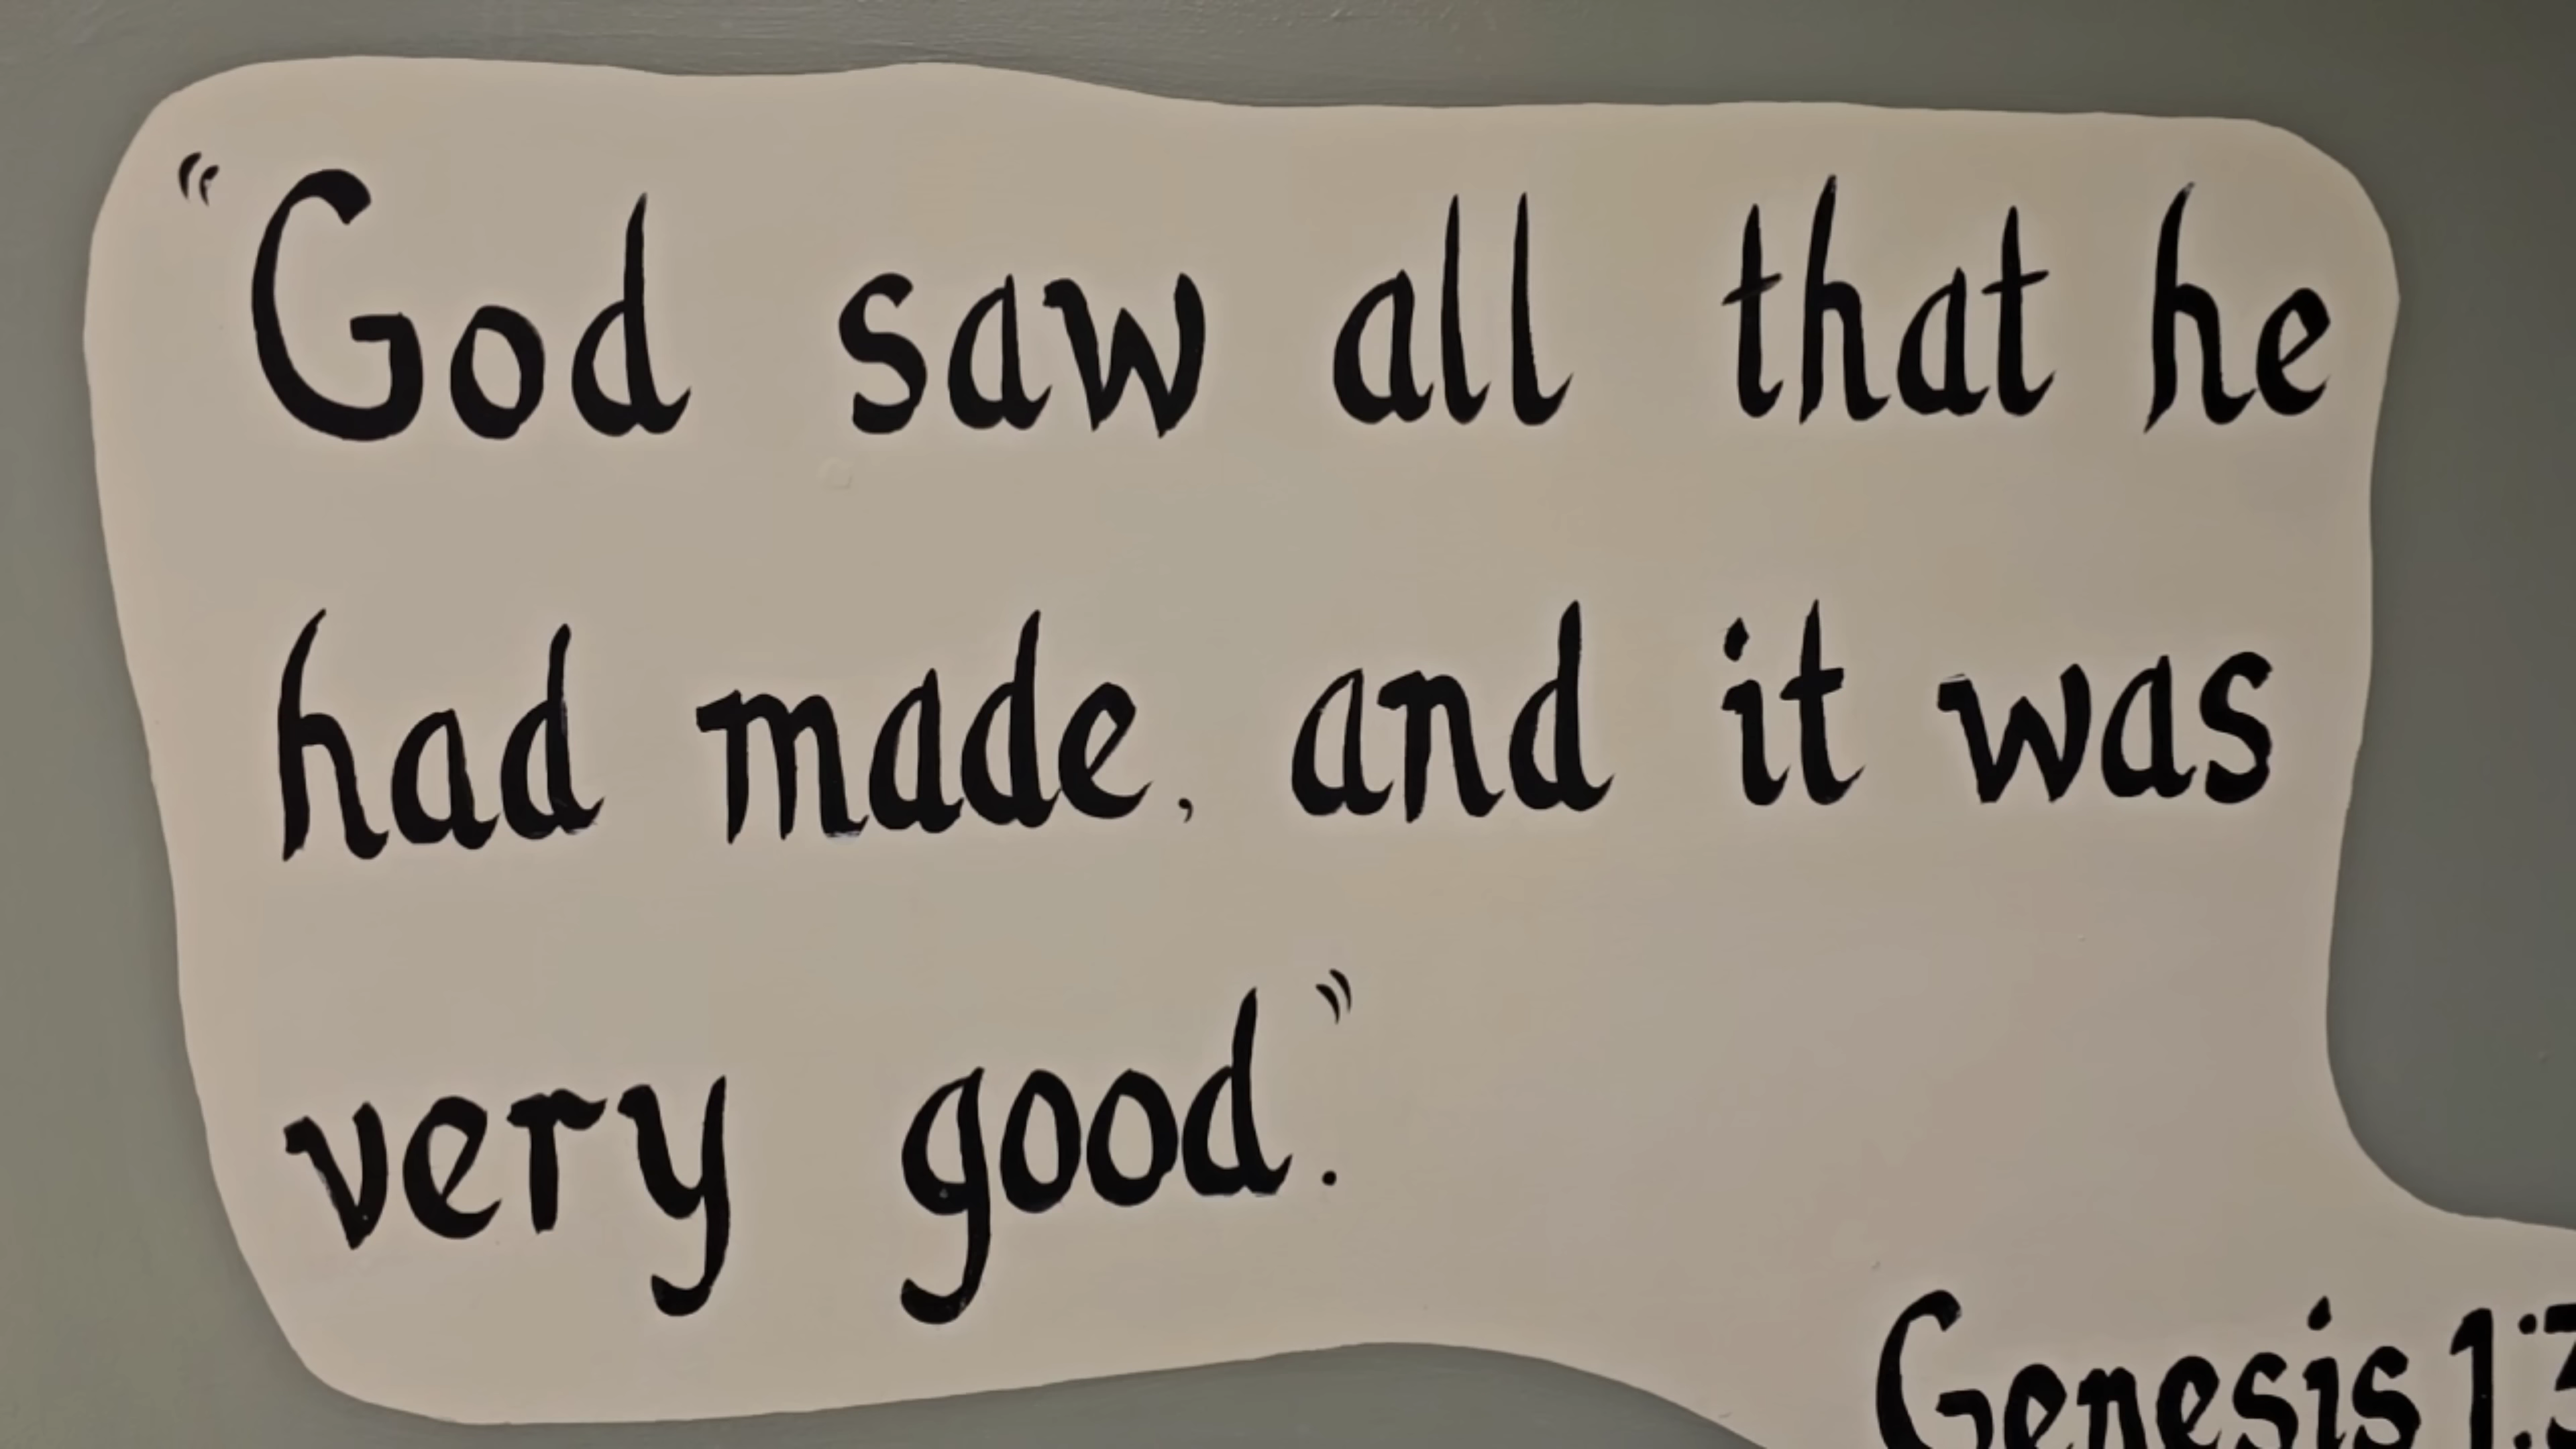 “God saw all that he
had made, and it was
very good.”
Genesis 1:3